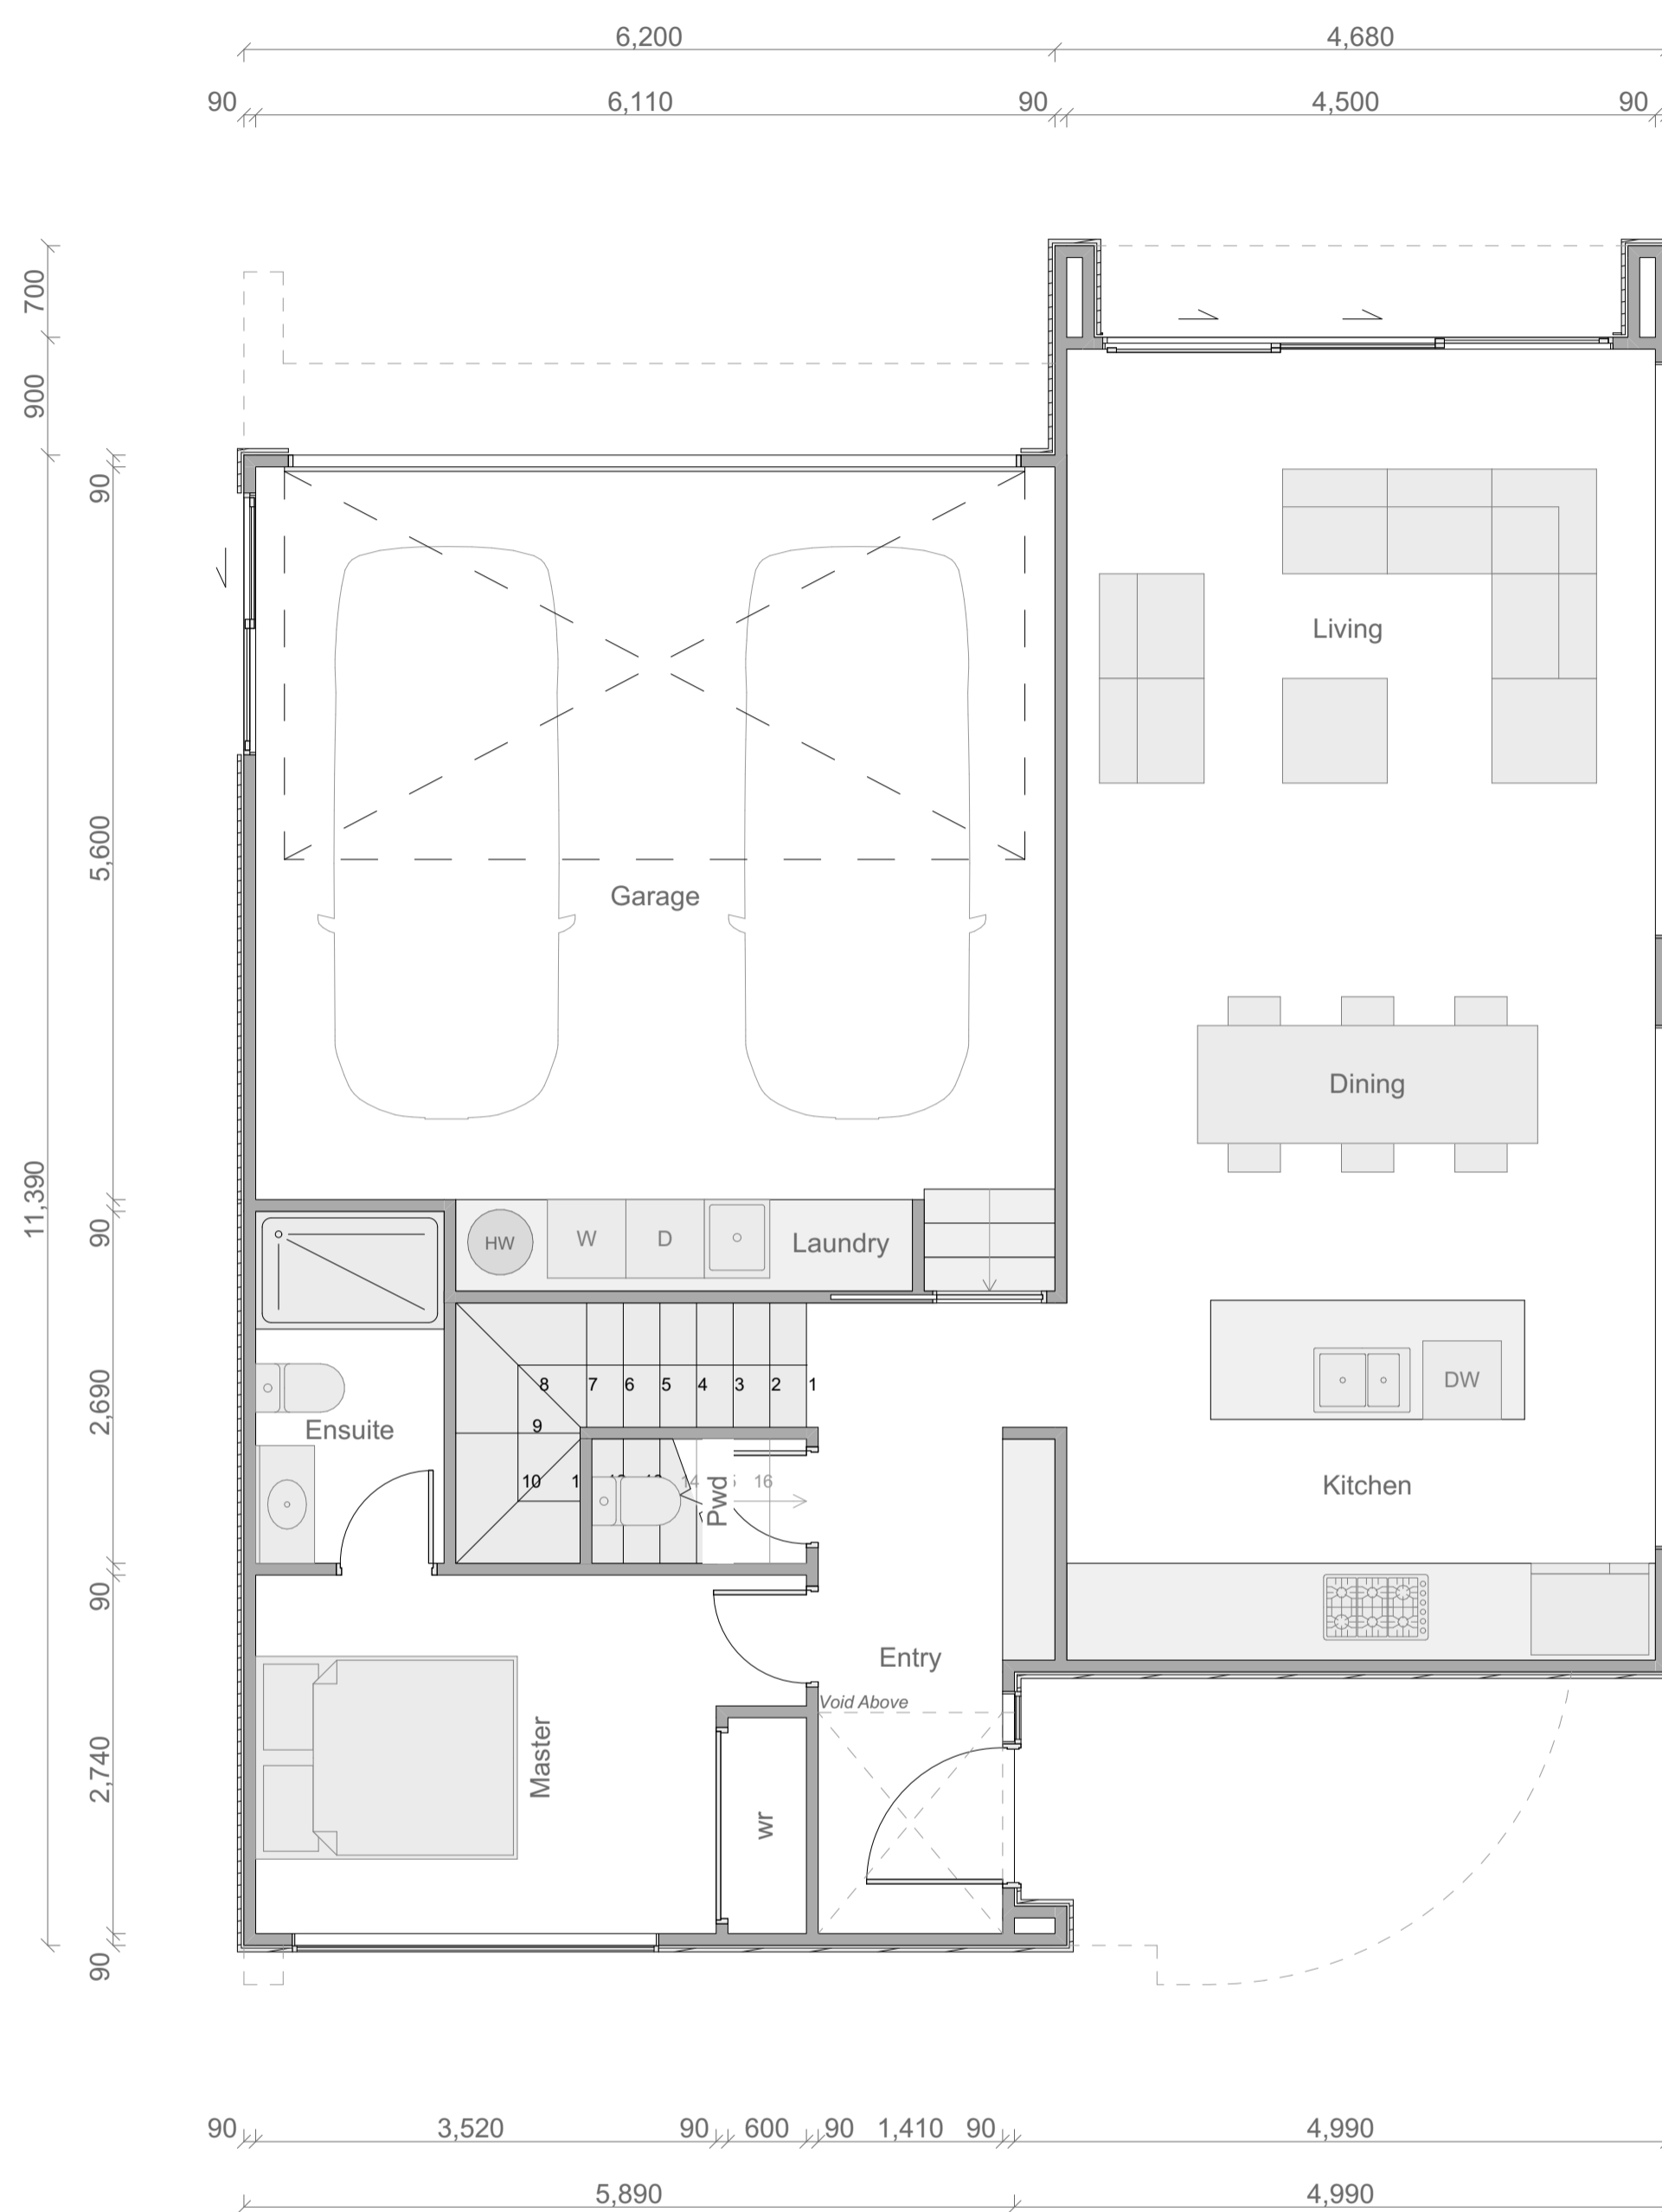 6,200 4,680
90 6,110 90 4,500 90
700
900
90
5,600
11,390
90
2,690
90
2,740
90
Living
Garage
Dining
HW W D Laundry
DW
8 7 6 5 4 3 2 1
9
Ensuite
10 1 14 16
Pwd
Kitchen
Entry
Void Above
Master
wr
90 3,520 90 600 90 1,410 90 4,990
5,890 4,990